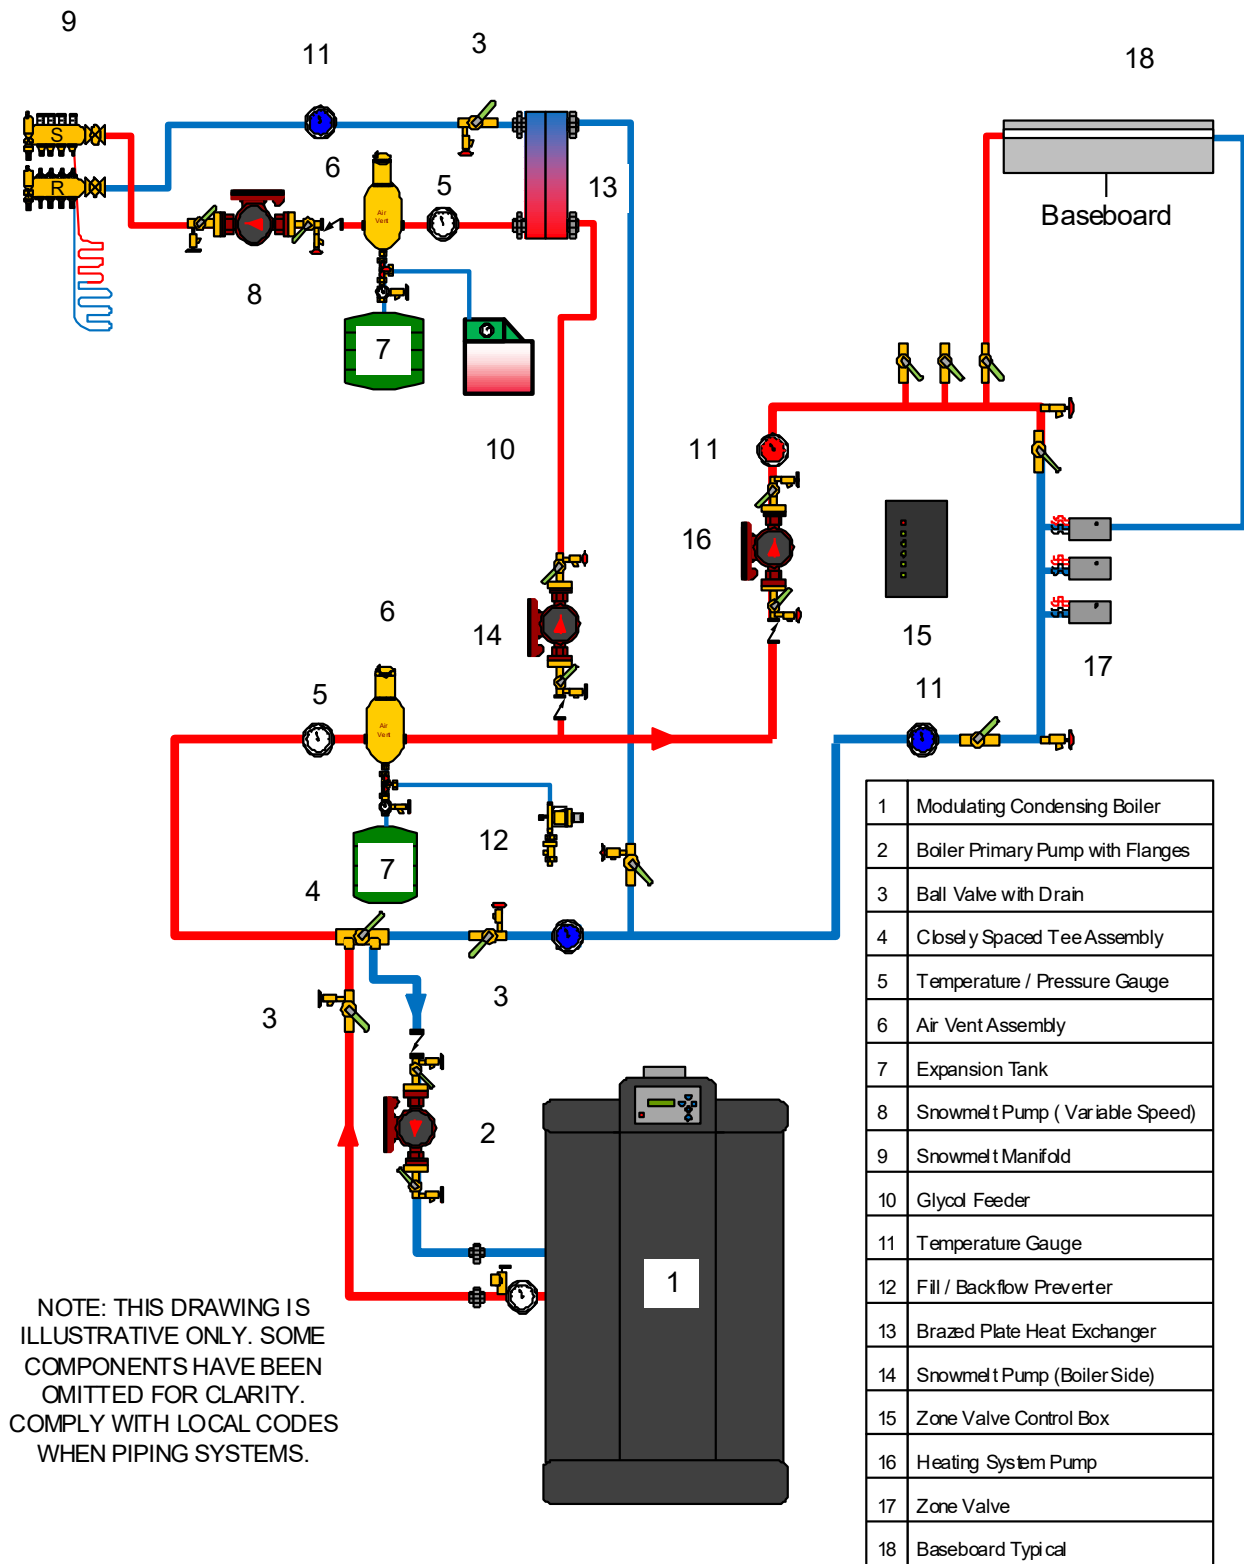 9
11
3
18
S
R
6
5
13
Air
Vent
Baseboard
8
7
10
11
16
15
14
6
17
5
11
Air
Vent
12
7
4
3
3
2
1
NOTE: THIS DRAWING IS
ILLUSTRATIVE ONLY. SOME
COMPONENTS HAVE BEEN
OMITTED FOR CLARITY.
COMPLY WITH LOCAL CODES
WHEN PIPING SYSTEMS.
1 Modulating Condensing Boiler
2 Boiler Primary Pump with Flanges
3 Ball Valve with Drain
4 Closely Spaced Tee Assembly
5 Temperature / Pressure Gauge
6 Air Vent Assembly
7 Expansion Tank
8 Snowmelt Pump ( Variable Speed)
9 Snowmelt Manifold
10 Glycol Feeder
11 Temperature Gauge
12 Fill / Backflow Preventer
13 Brazed Plate Heat Exchanger
14 Snowmelt Pump (Boiler Side)
15 Zone Valve Control Box
16 Heating System Pump
17 Zone Valve
18 Baseboard Typical